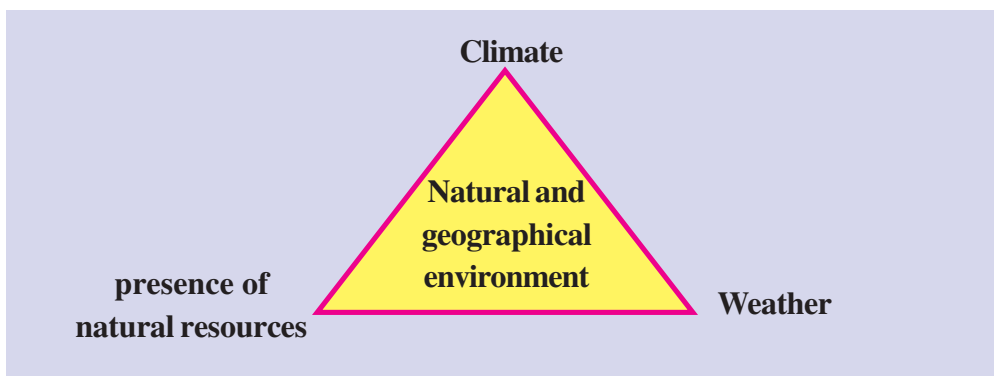 Climate
Natural and
geographical
environment
presence of
natural resources
Weather